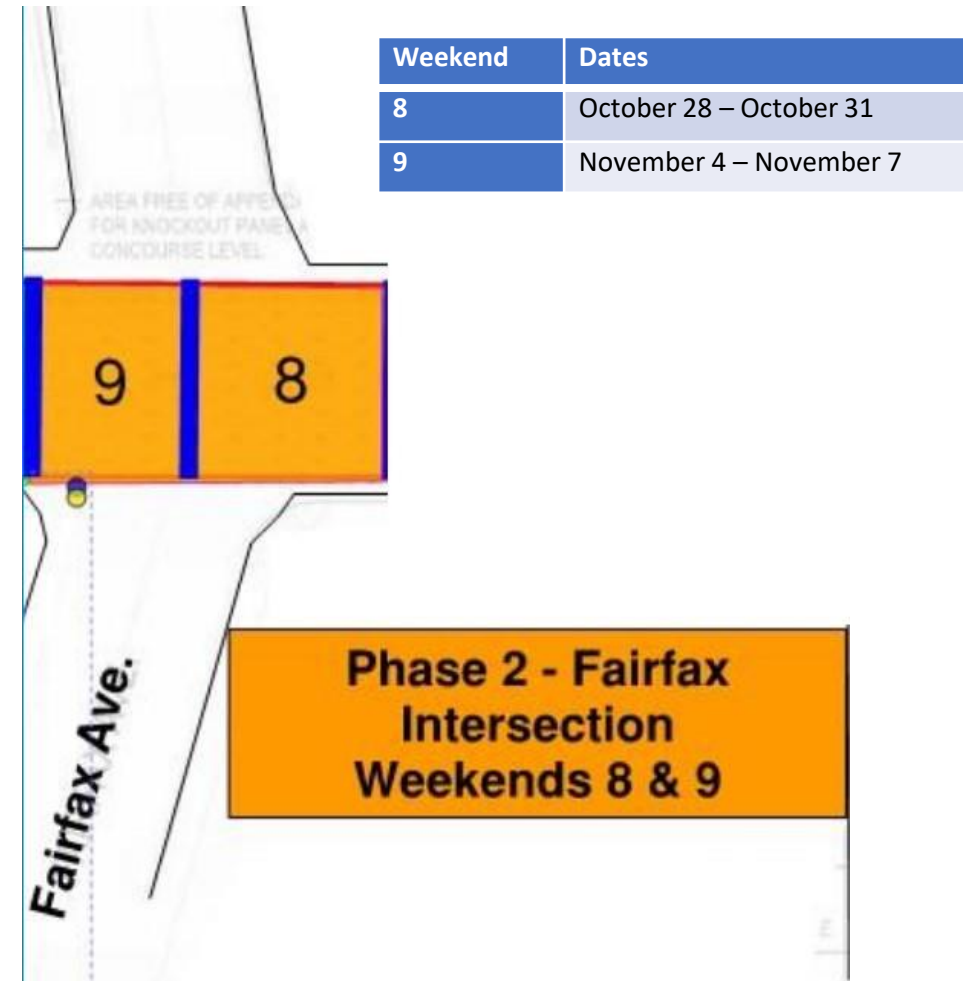 Weekend Dates
8 October 28 – October 31
9 November 4 – November 7
AREA FREE OF
FOR KNOCKOUT PANEL
CONCOURSE LEVEL
9 8
Fairfax Ave.
Phase 2 - Fairfax
Intersection
Weekends 8 & 9